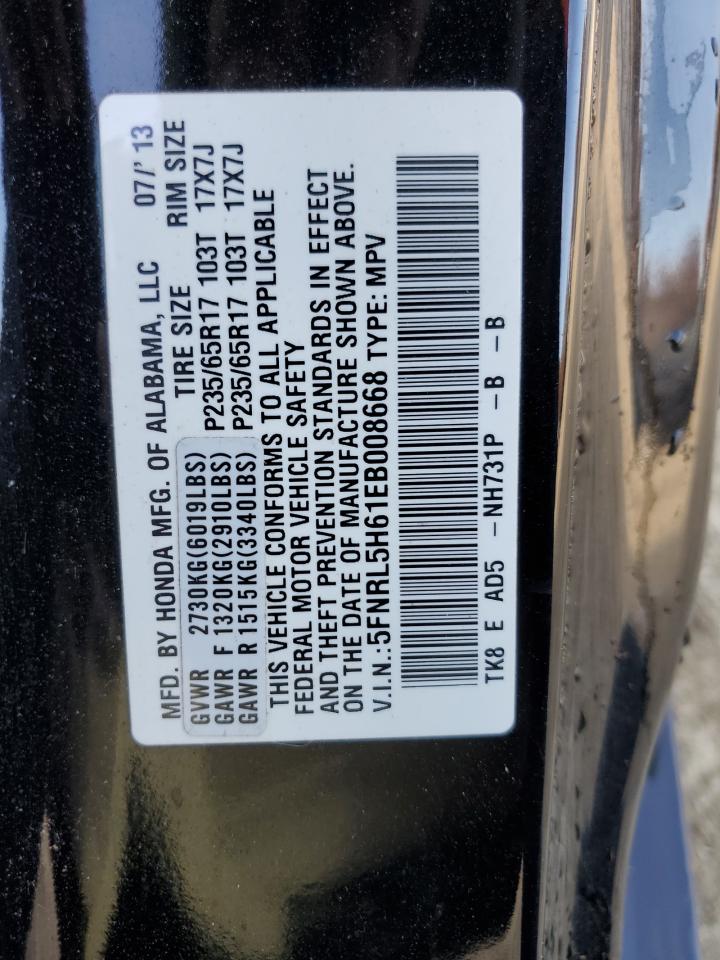 MFD. BY HONDA MFG. OF ALABAMA, LLC 07/' 13
TIRE SIZE RIM SIZE
GVWR 2730KG(6019LBS)
GAWR F 1320KG(2910LBS) P235/65R17 103T 17X7J
GAWR R 1515KG(3340LBS) P235/65R17 103T 17X7J
THIS VEHICLE CONFORMS TO ALL APPLICABLE
FEDERAL MOTOR VEHICLE SAFETY
AND THEFT PREVENTION STANDARDS IN EFFECT
ON THE DATE OF MANUFACTURE SHOWN ABOVE.
V.I.N.:5FNRL5H61EB008668 TYPE: MPV
TK8 E AD5 -NH731P -B -B